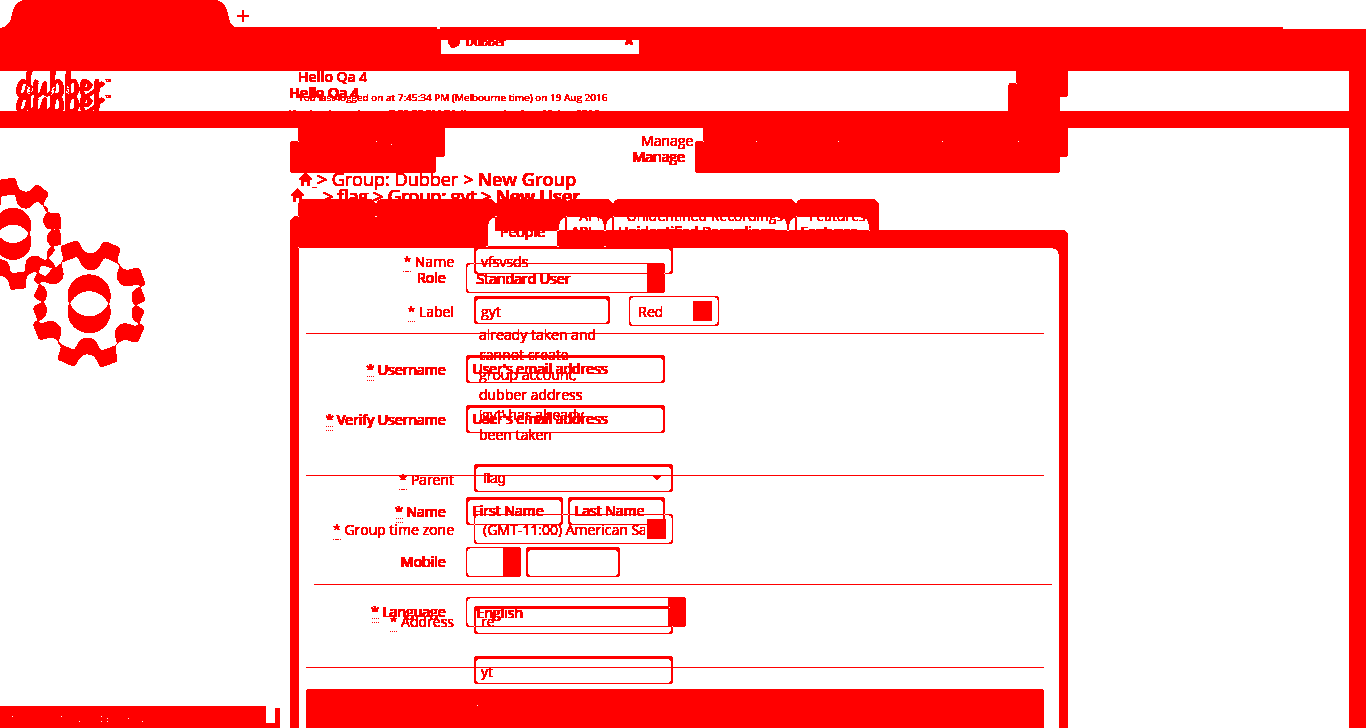 +
Dubber ×
dubber™
dubber™
Hello Qa 4
Hello Qa 4
You last logged on at 7:45:34 PM (Melbourne time) on 19 Aug 2016
Manage
Manage
> Group: Dubber > New Group
> flag > Group: gyt > New User
API Unidentified Recordings Features
People API Unidentified Recordings Features
* Name vfsvsds
Role Standard User
* Label gyt Red
already taken and
cannot create
* Username User's email address
group account,
dubber address
'gyt' has already
* Verify Username User's email address
been taken
* Parent flag
* Name First Name Last Name
* Group time zone (GMT-11:00) American Sa
Mobile
* Language English
* Address re
yt